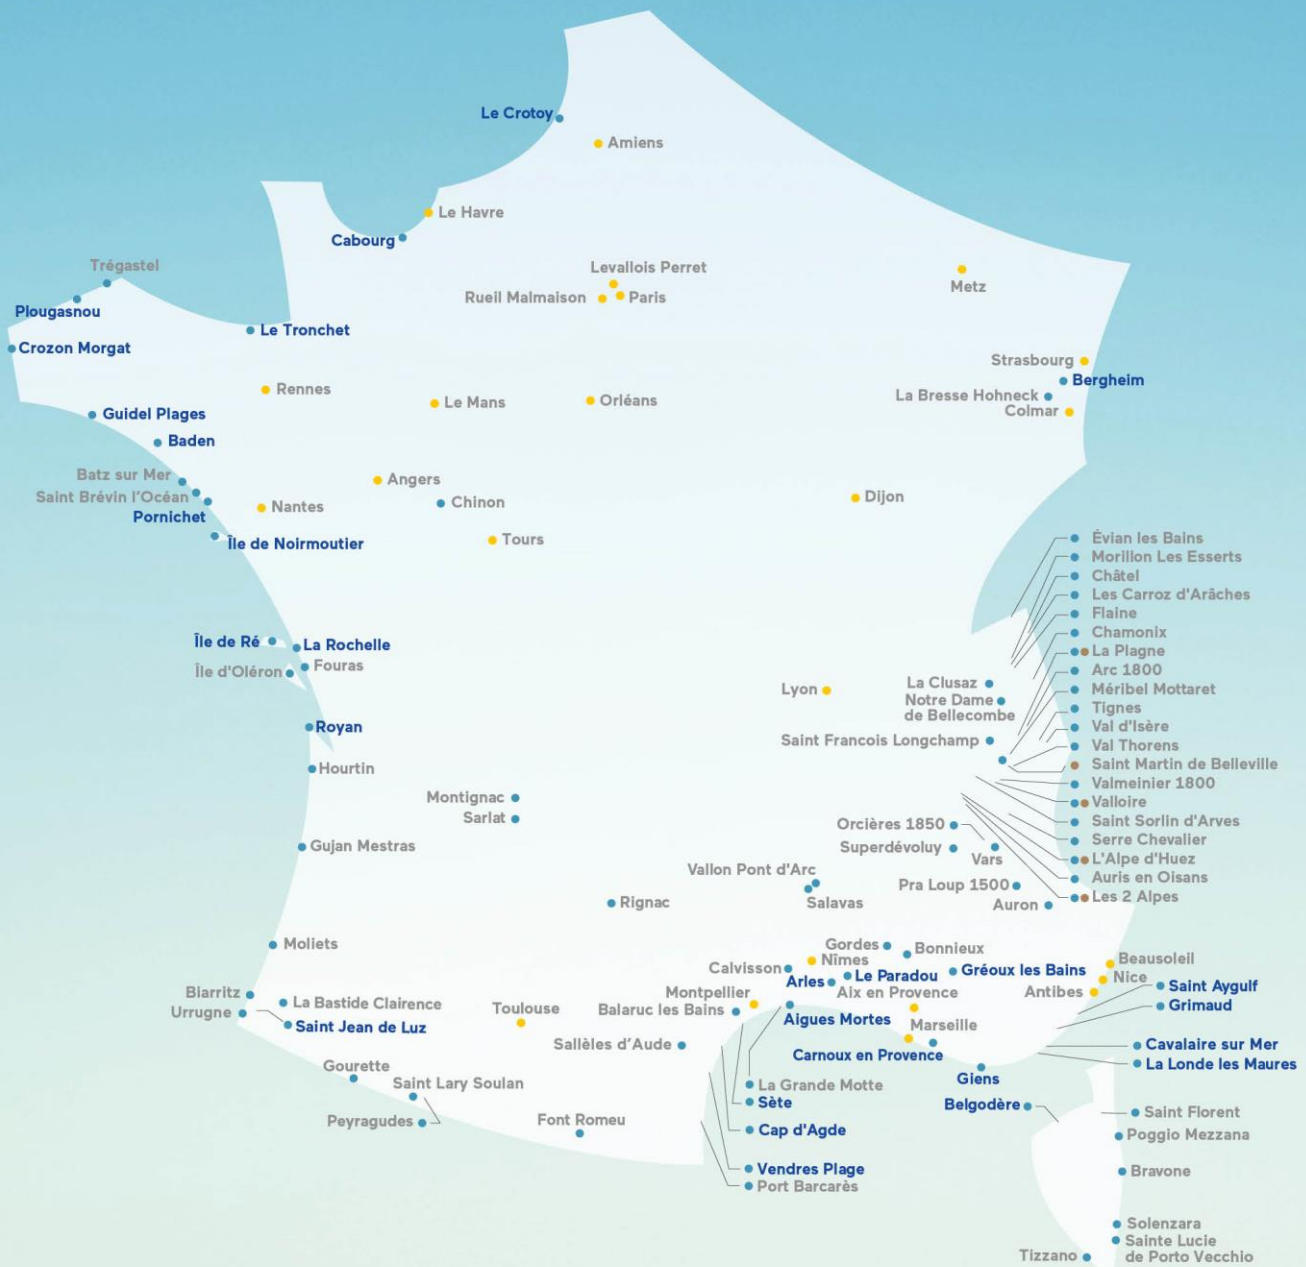 Le Crotoy
Amiens
Le Havre
Cabourg
Trégastel
Levallois Perret
Metz
Plougasnou
Rueil Malmaison
Paris
Le Tronchet
Crozon Morgat
Strasbourg
Bergheim
Rennes
La Bresse Hohneck
Le Mans
Orléans
Colmar
Guidel Plages
Baden
Batz sur Mer
Angers
Saint Brévin l'Océan
Chinon
Dijon
Nantes
Pornichet
Île de Noirmoutier
Tours
Évian les Bains
Morillon Les Esserts
Châtel
Les Carroz d'Arâches
Flaine
Chamonix
Île de Ré
La Rochelle
La Plagne
Fouras
Île d'Oléron
Arc 1800
La Clusaz
Lyon
Méribel Mottaret
Notre Dame
de Bellecombe
Tignes
Royan
Val d'Isère
Saint Francois Longchamp
Val Thorens
Hourtin
Saint Martin de Belleville
Valmeinier 1800
Montignac
Valloire
Sarlat
Saint Sorlin d'Arves
Orcières 1850
Serre Chevalier
Gujan Mestras
Superdévoluy
Vars
L'Alpe d'Huez
Vallon Pont d'Arc
Auris en Oisans
Pra Loup 1500
Les 2 Alpes
Rignac
Salavas
Auron
Moliets
Gordes
Bonnieux
Nîmes
Beausoleil
Calvisson
Le Paradou
Gréoux les Bains
Nice
Arles
Saint Aygulf
Biarritz
La Bastide Clairence
Montpellier
Aix en Provence
Antibes
Urrugne
Toulouse
Balaruc les Bains
Grimaud
Saint Jean de Luz
Aigues Mortes
Marseille
Sallèles d'Aude
Carnoux en Provence
Cavalaire sur Mer
Gourette
La Londe les Maures
Saint Lary Soulan
La Grande Motte
Giens
Sète
Belgodère
Peyragudes
Font Romeu
Saint Florent
Cap d'Agde
Poggio Mezzana
Vendres Plage
Bravone
Port Barcarès
Solenzara
Sainte Lucie
de Porto Vecchio
Tizzano